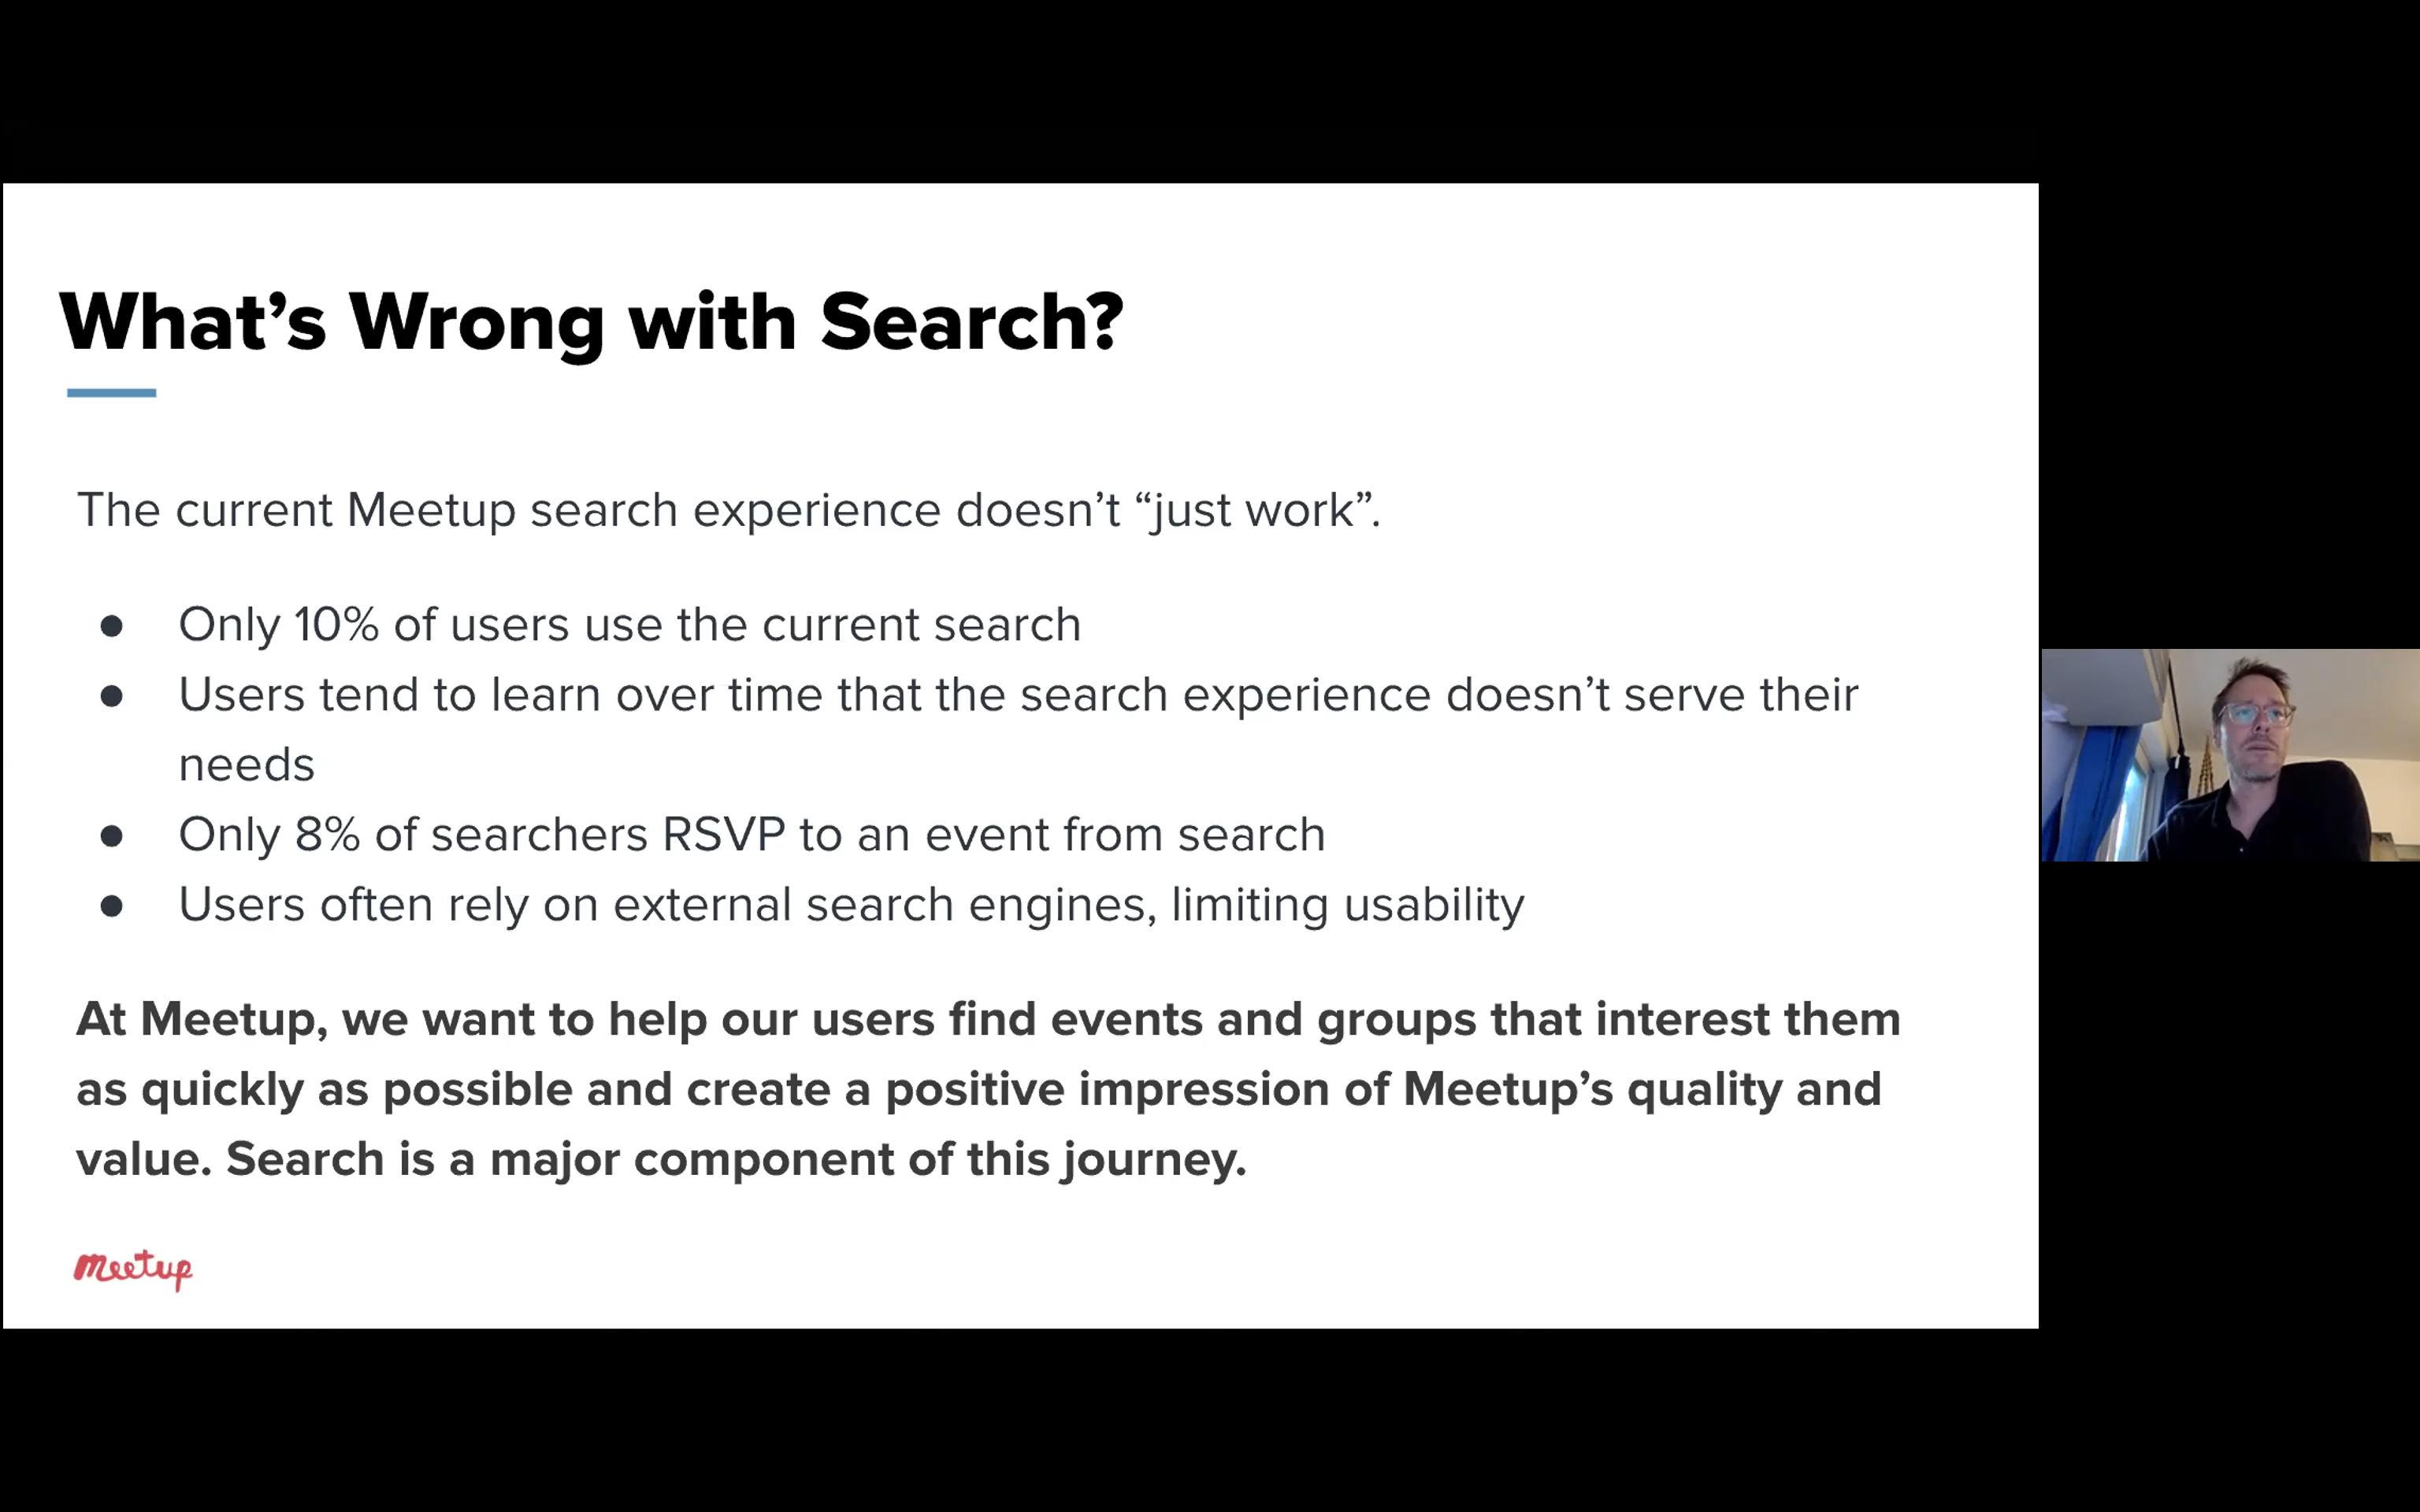 What’s Wrong with Search?
The current Meetup search experience doesn’t “just work”.
● Only 10% of users use the current search
● Users tend to learn over time that the search experience doesn’t serve their
needs
● Only 8% of searchers RSVP to an event from search
● Users often rely on external search engines, limiting usability
At Meetup, we want to help our users find events and groups that interest them
as quickly as possible and create a positive impression of Meetup’s quality and
value. Search is a major component of this journey.
meetup